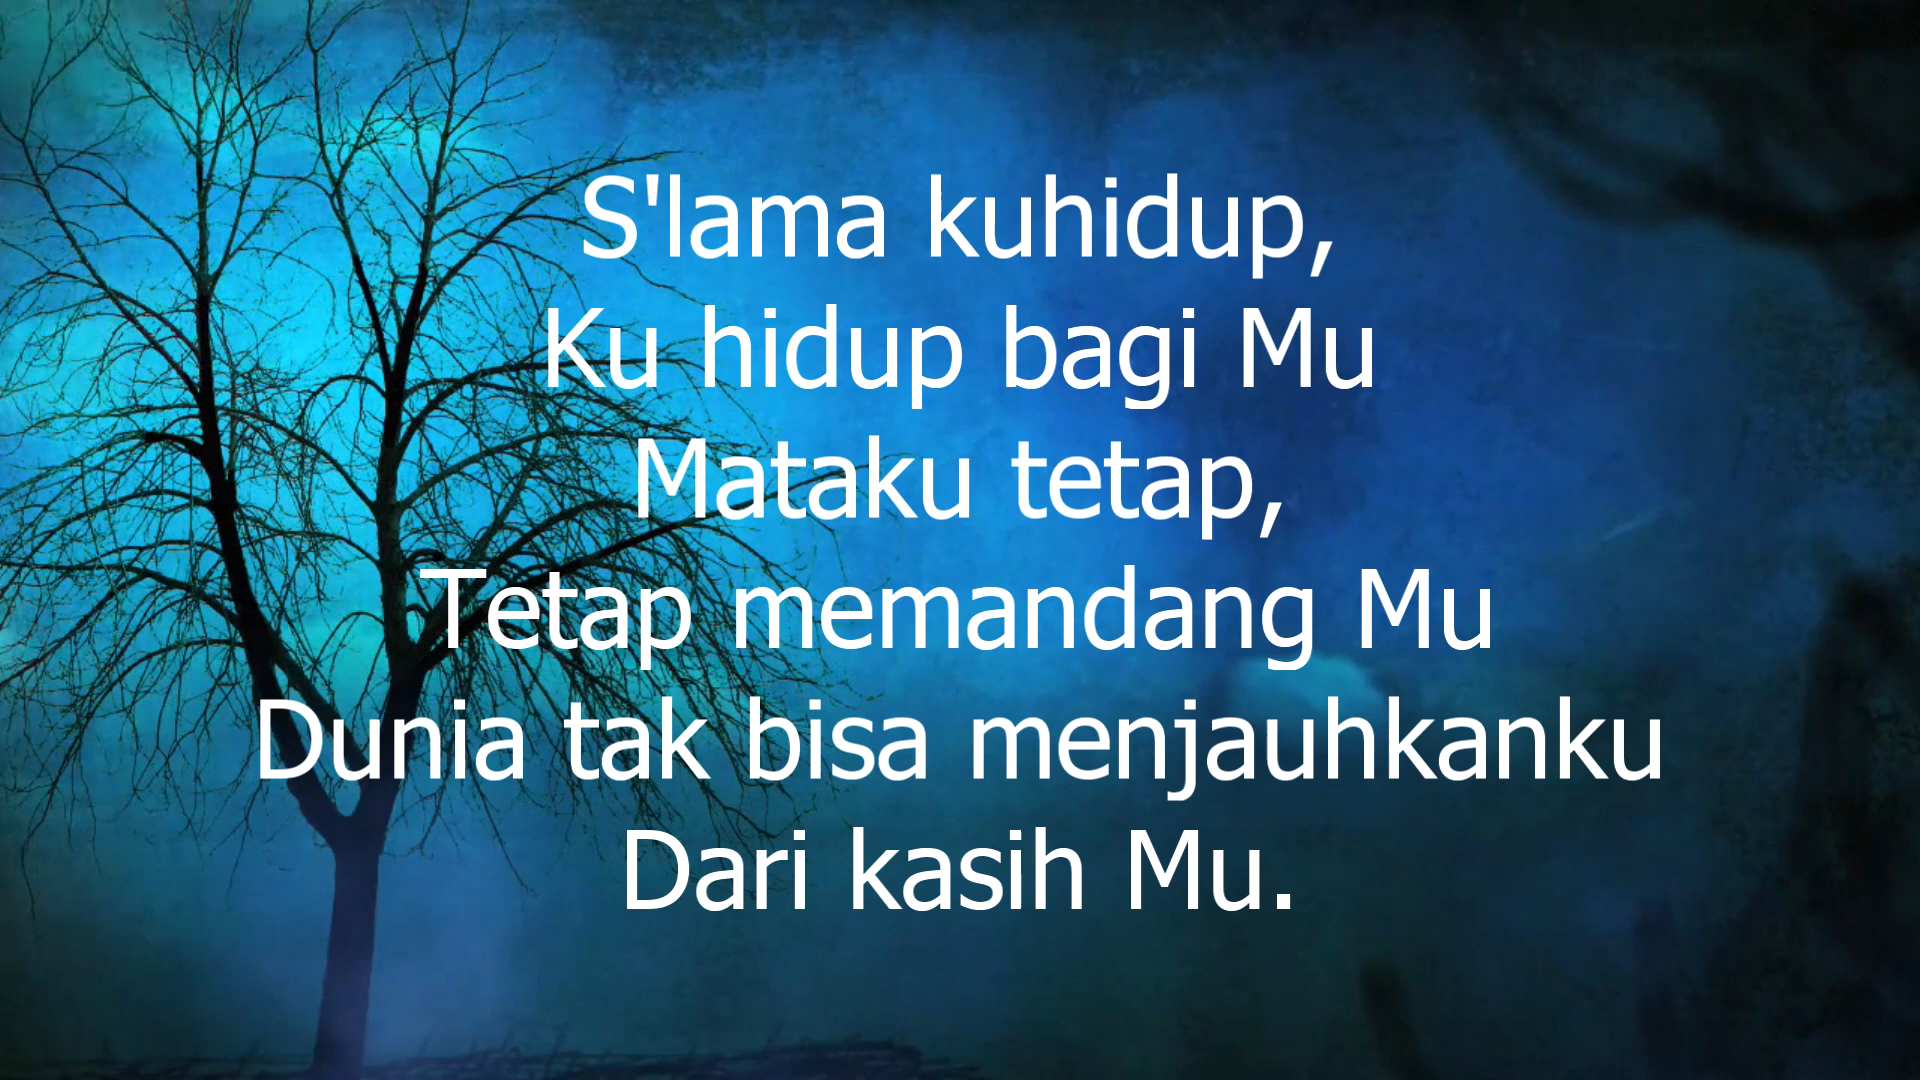 S'lama kuhidup,
Ku hidup bagi Mu
Mataku tetap,
Tetap memandang Mu
Dunia tak bisa menjauhkanku
Dari kasih Mu.